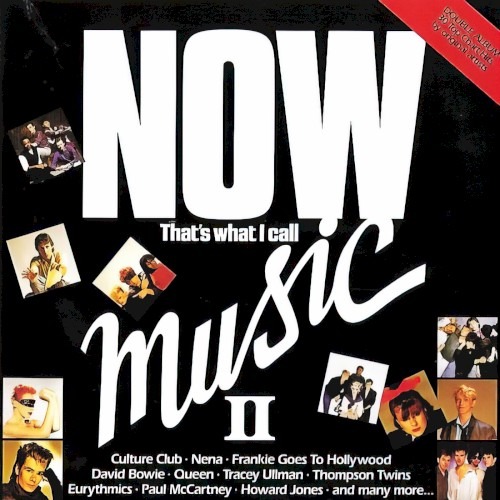 NOW
That's what I call
music
II
Culture Club · Nena · Frankie Goes To Hollywood
David Bowie · Queen · Tracey Ullman · Thompson Twins
Eurythmics · Paul McCartney · Howard Jones · and many more...